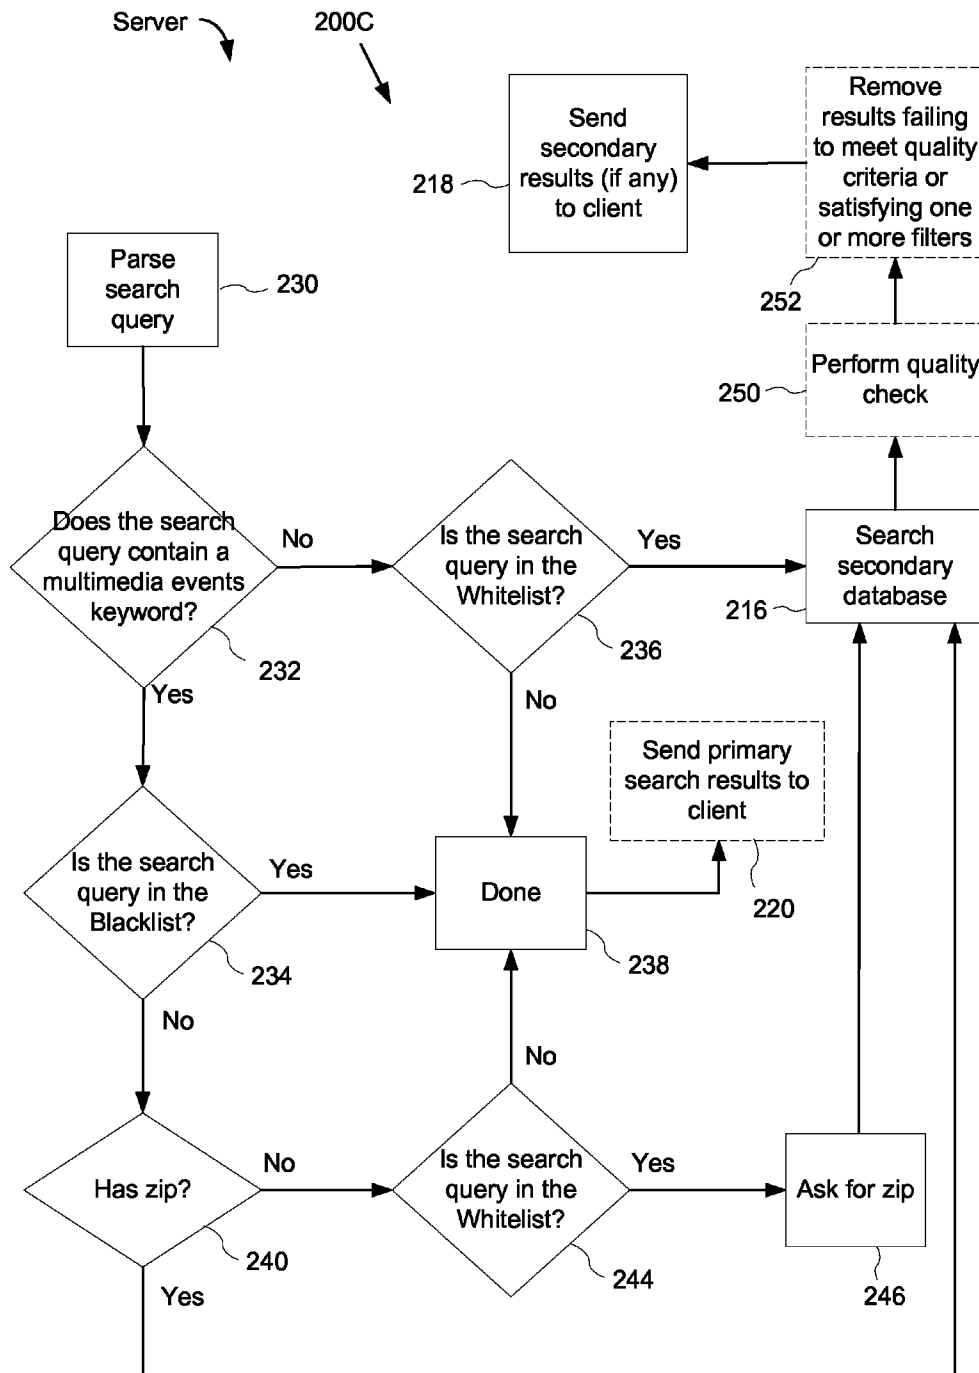 Server
200C
Remove
results failing
to meet quality
criteria or
satisfying one
or more filters
252
Send
secondary
results (if any)
to client
218
Parse
search
query
230
Perform quality
check
250
Does the search
query contain a
multimedia events
keyword?
232
No
Yes
Is the search
query in the
Whitelist?
236
Yes
No
Search
secondary
database
216
Send primary
search results to
client
220
Is the search
query in the
Blacklist?
234
Yes
No
Done
238
No
Has zip?
240
No
Yes
Is the search
query in the
Whitelist?
244
Yes
Ask for zip
246